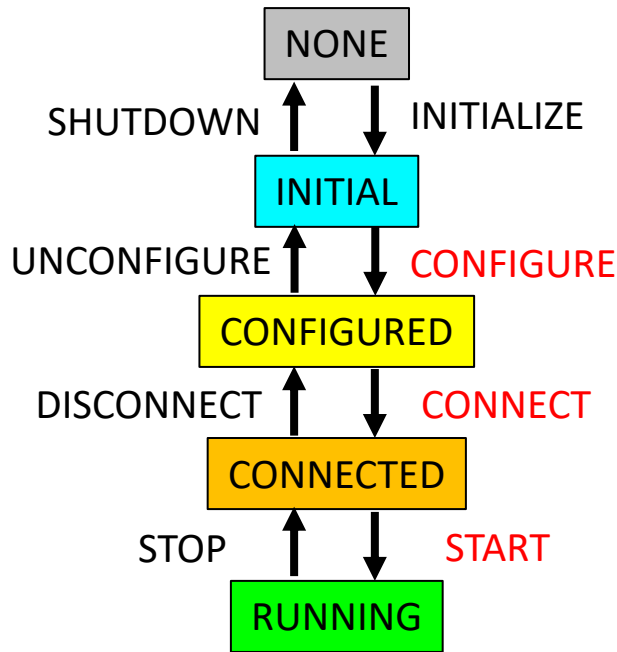 NONE
SHUTDOWN
INITIALIZE
INITIAL
UNCONFIGURE
CONFIGURE
CONFIGURED
DISCONNECT
CONNECT
CONNECTED
STOP
START
RUNNING